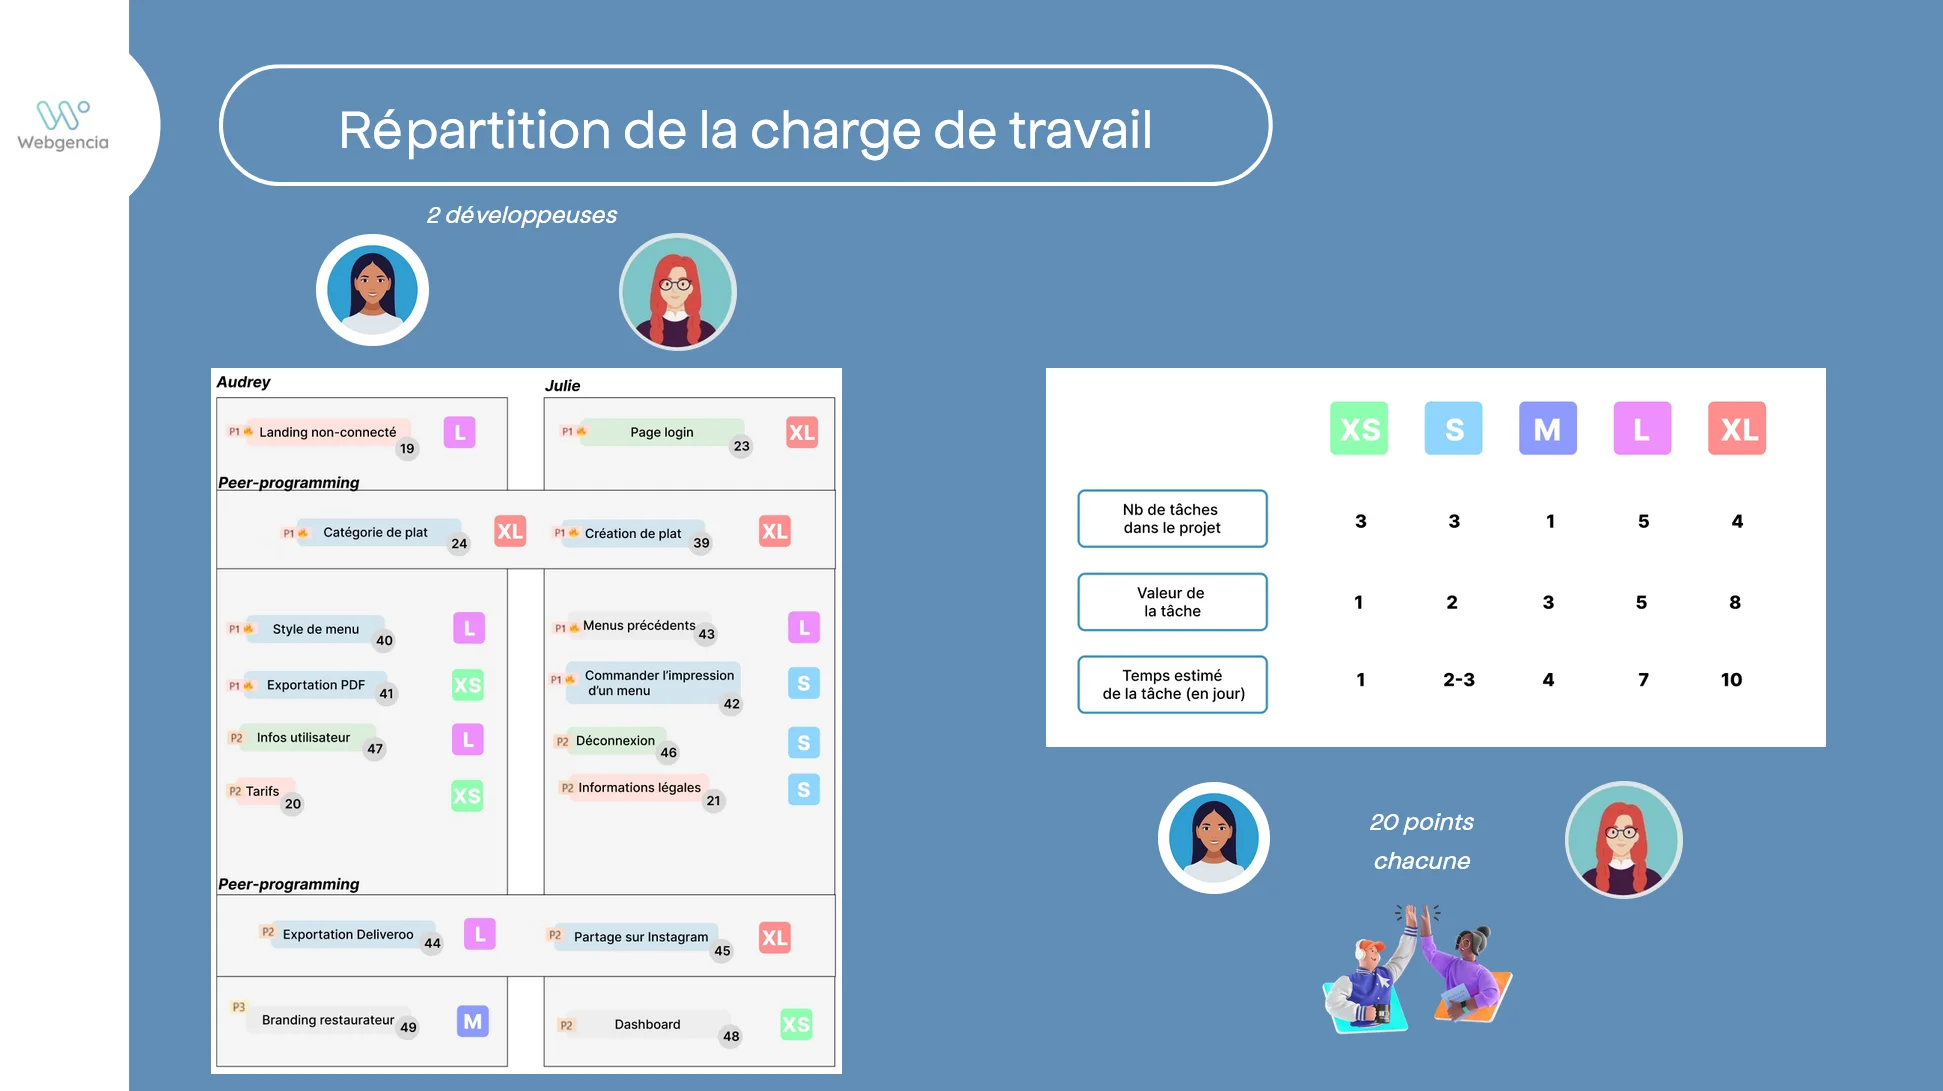 Webgencia
Répartition de la charge de travail
2 développeuses
Audrey
Julie
P1 Landing non-connecté 19 L
P1 Page login 23 XL
Peer-programming
P1 Catégorie de plat 24 XL
P1 Création de plat 39 XL
P1 Style de menu 40 L
P1 Menus précédents 43 L
P1 Exportation PDF 41 XS
P1 Commander l'impression
d'un menu 42 S
P2 Infos utilisateur 47 L
P2 Déconnexion 46 S
P2 Tarifs 20 XS
P2 Informations légales 21 S
Peer-programming
P2 Exportation Deliveroo 44 L
P2 Partage sur Instagram 45 XL
P3 Branding restaurateur 49 M
P2 Dashboard 48 XS
XS S M L XL
Nb de tâches
dans le projet
3 3 1 5 4
Valeur de
la tâche
1 2 3 5 8
Temps estimé
de la tâche (en jour)
1 2-3 4 7 10
20 points
chacune